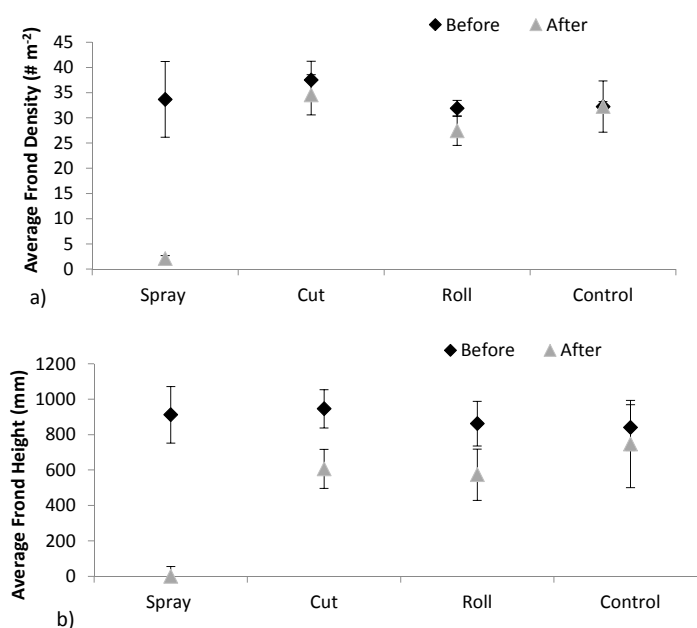 Before After
Average Frond Density (# m-2)
45
40
35
30
25
20
15
10
5
0
Spray Cut Roll Control
a)
Before After
Average Frond Height (mm)
1200
1000
800
600
400
200
0
Spray Cut Roll Control
b)